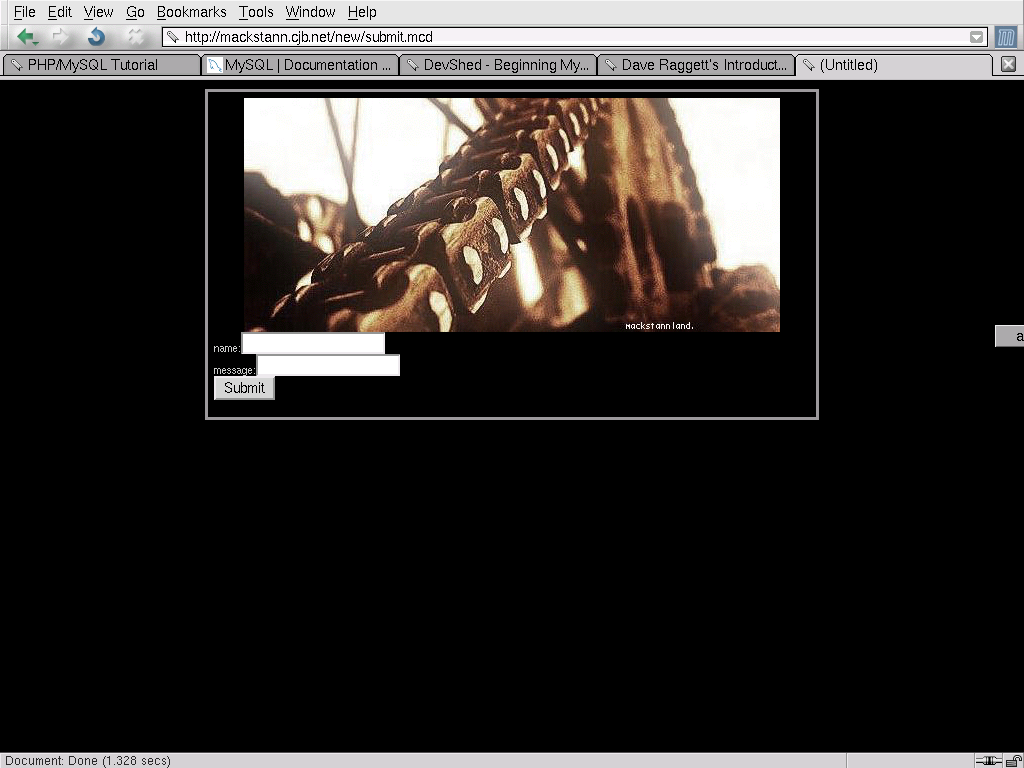 File Edit View Go Bookmarks Tools Window Help
http://mackstann.cjb.net/new/submit.mcd
PHP/MySQL Tutorial MySQL | Documentation ... DevShed - Beginning My... Dave Raggett's Introduct... (Untitled)
mackstannland.
name:
a
message:
Submit
Document: Done (1.328 secs)